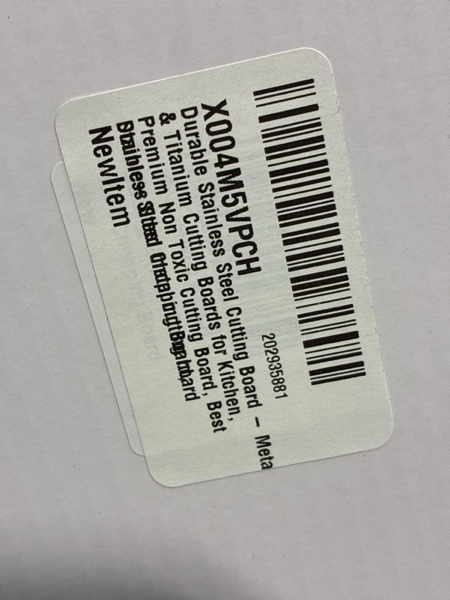 202935881
X004M5VPCH
Durable Stainless Steel Cutting Board – Meta
& Titanium Cutting Boards for Kitchen,
Premium Non Toxic Cutting Board, Best
NewItem